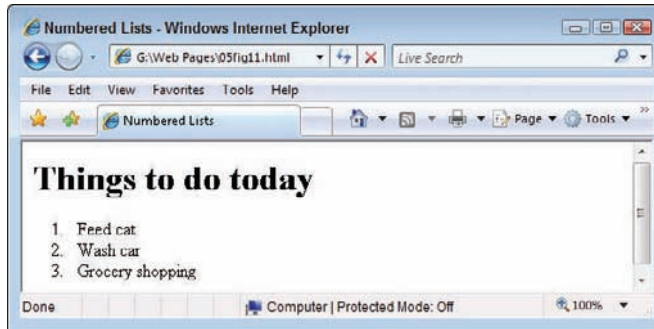 Numbered Lists - Windows Internet Explorer
G:\Web Pages\05fig11.html
Live Search
File Edit View Favorites Tools Help
Numbered Lists
Page Tools »
Things to do today
1. Feed cat
2. Wash car
3. Grocery shopping
Done
Computer | Protected Mode: Off
100%